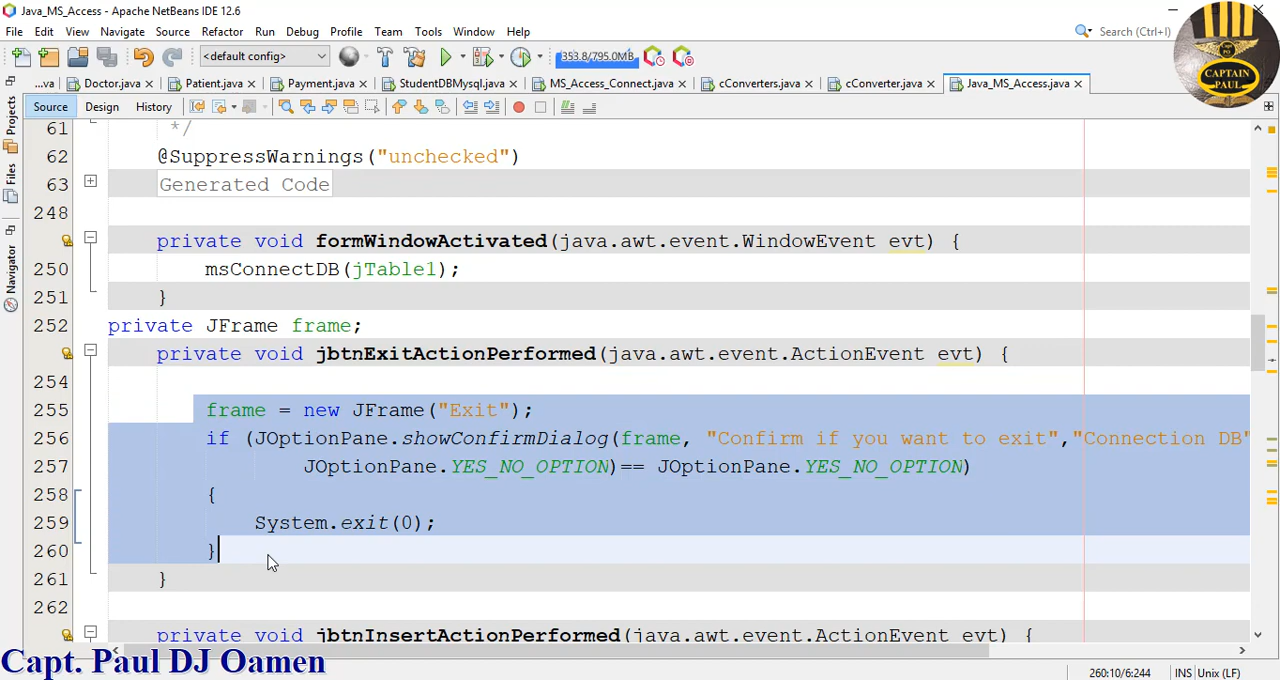 Java_MS_Access - Apache NetBeans IDE 12.6
File Edit View Navigate Source Refactor Run Debug Profile Team Tools Window Help
Search (Ctrl+I)
<default config>
353.8/795.0MB
...va Doctor.java Patient.java Payment.java StudentDBMysql.java MS_Access_Connect.java cConverters.java cConverter.java Java_MS_Access.java
CAPTAIN
PAUL
Source Design History
Projects
Files
Navigator
61 */
62 @SuppressWarnings("unchecked")
63 Generated Code
248
private void formWindowActivated(java.awt.event.WindowEvent evt) {
250 msConnectDB(jTable1);
251 }
252 private JFrame frame;
private void jbtnExitActionPerformed(java.awt.event.ActionEvent evt) {
254
255 frame = new JFrame("Exit");
256 if (JOptionPane.showConfirmDialog(frame, "Confirm if you want to exit","Connection DB"
257 JOptionPane.YES_NO_OPTION)== JOptionPane.YES_NO_OPTION)
258 {
259 System.exit(0);
260 }
261 }
262
private void jbtnInsertActionPerformed(java.awt.event.ActionEvent evt) {
Capt. Paul DJ Oamen
260:10/6:244 INS Unix (LF)